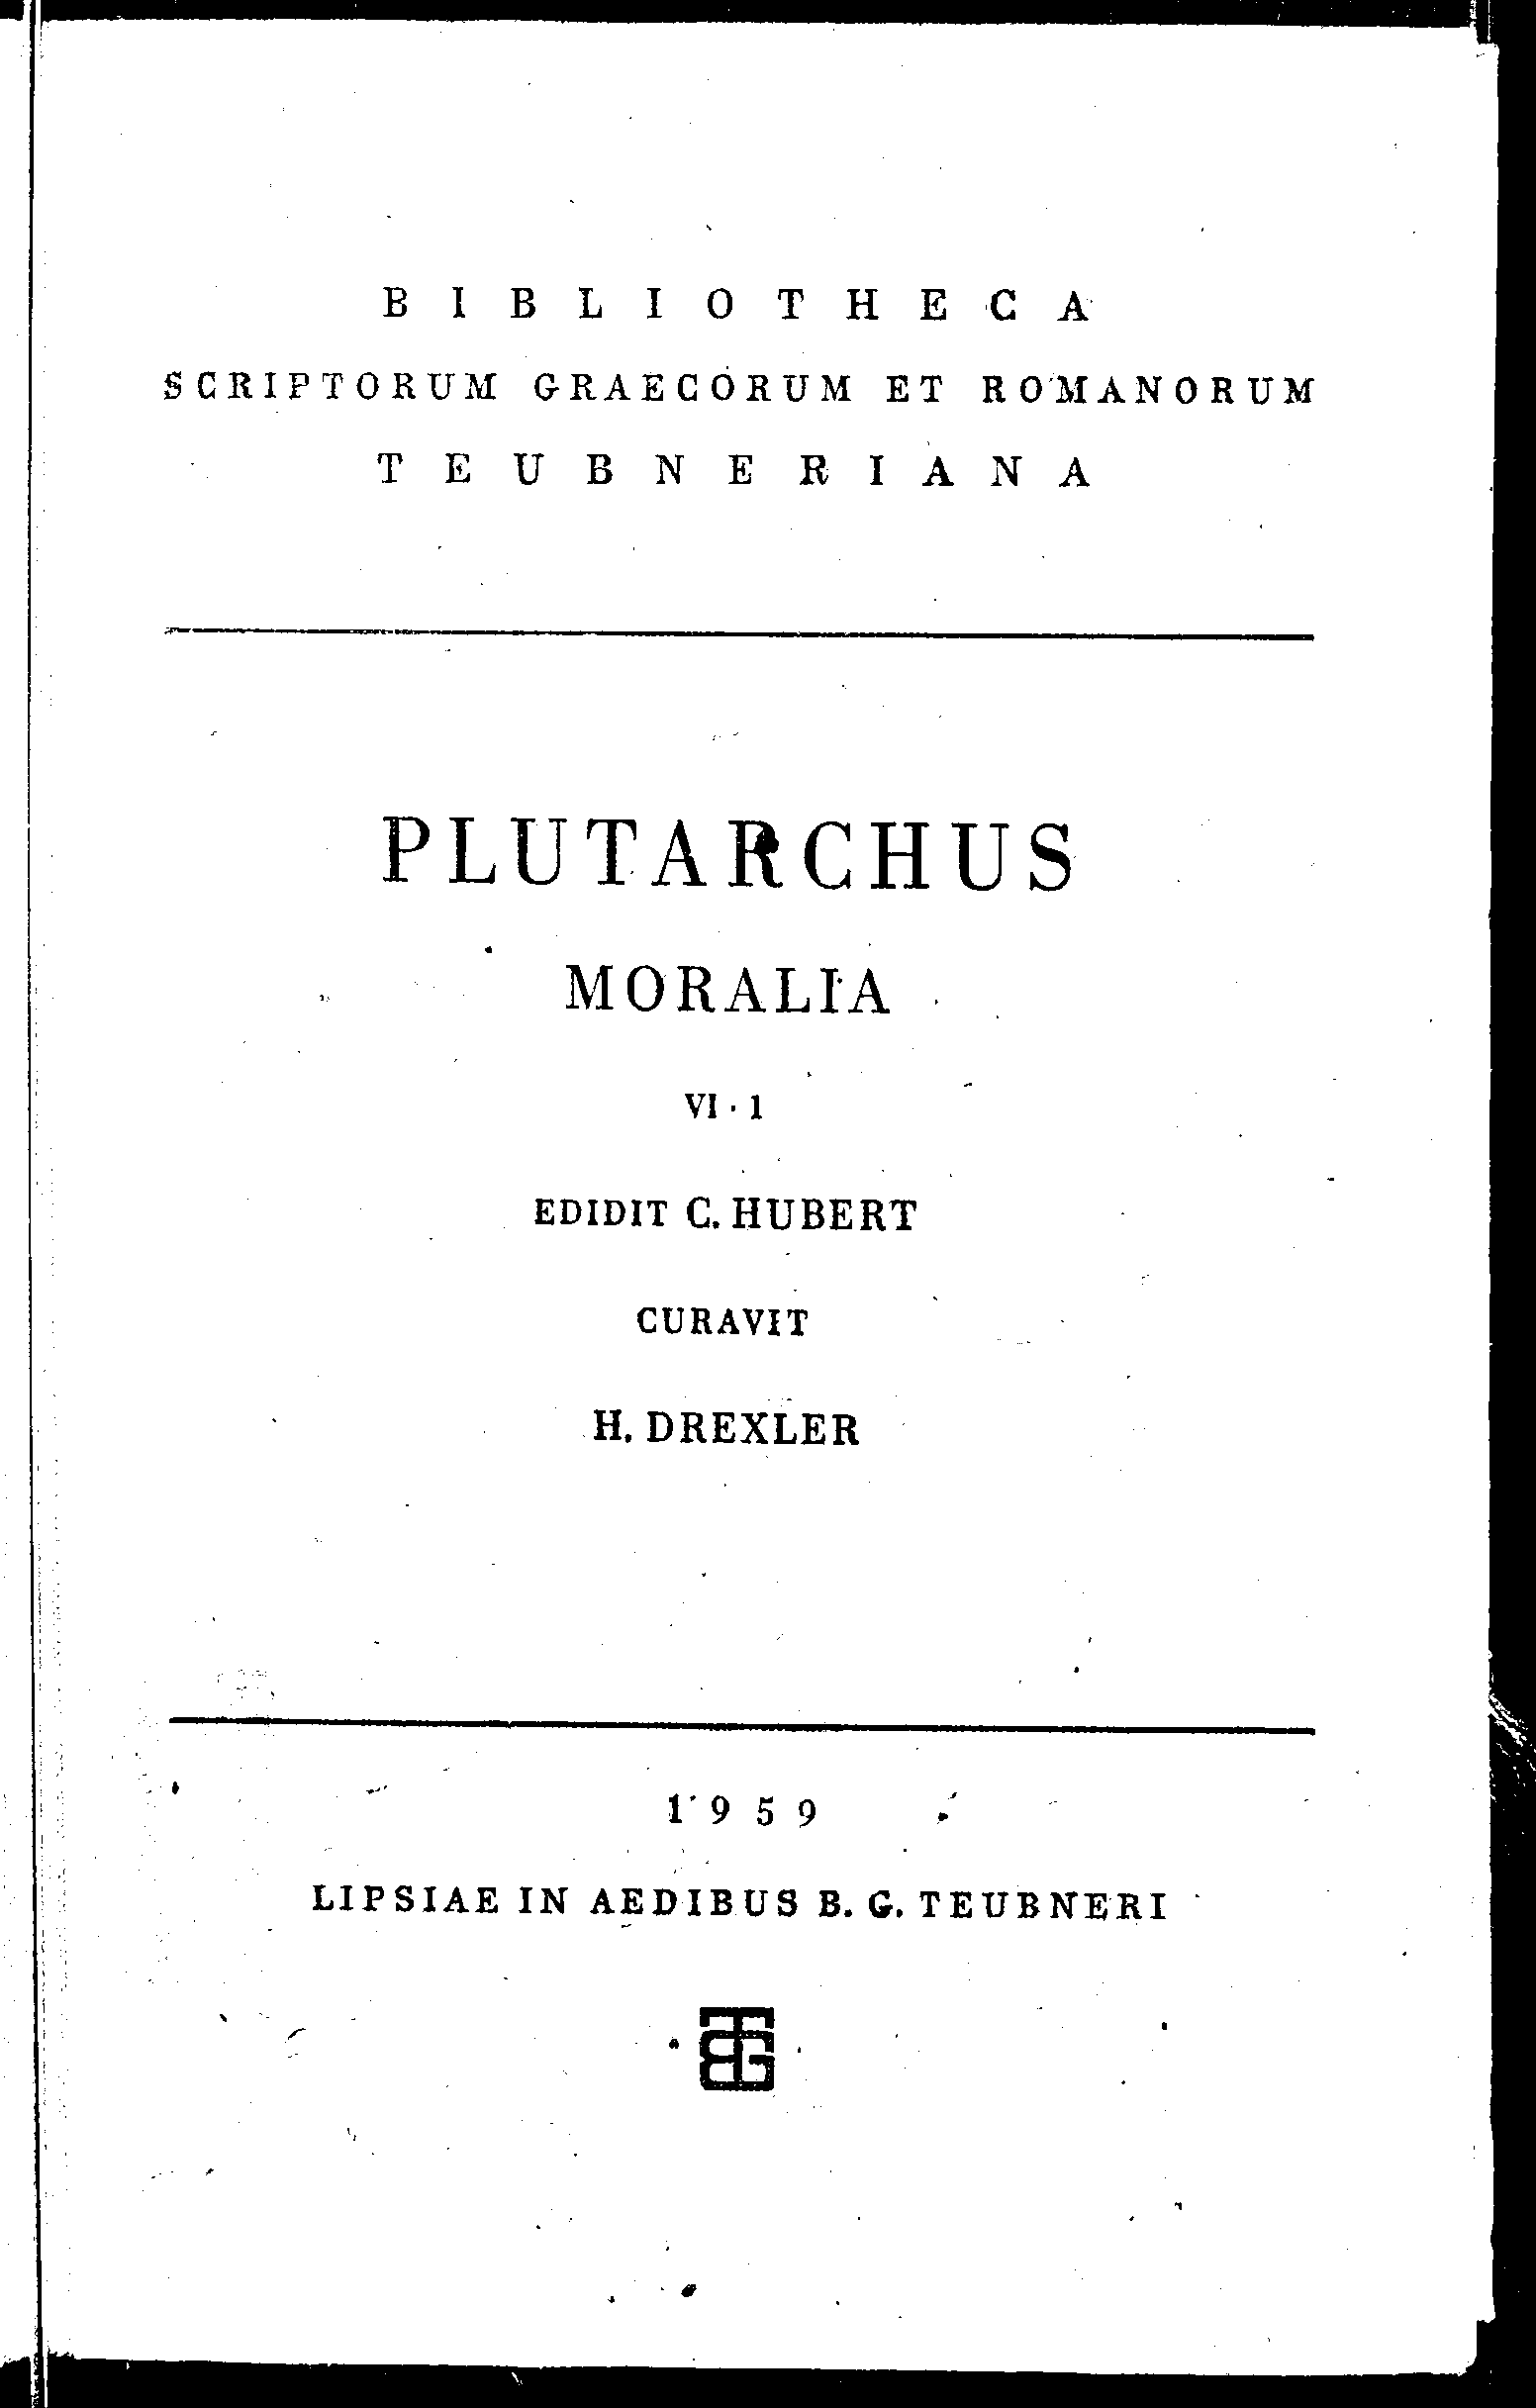 BIBLIOTHECA
SCRIPTORUM GRAECORUM ET ROMANORUM
TEUBNERIANA
PLUTARCHUS
MORALIA
VI · 1
EDIDIT C. HUBERT
CURAVIT
H. DREXLER
1959
LIPSIAE IN AEDIBUS B. G. TEUBNERI
BTG